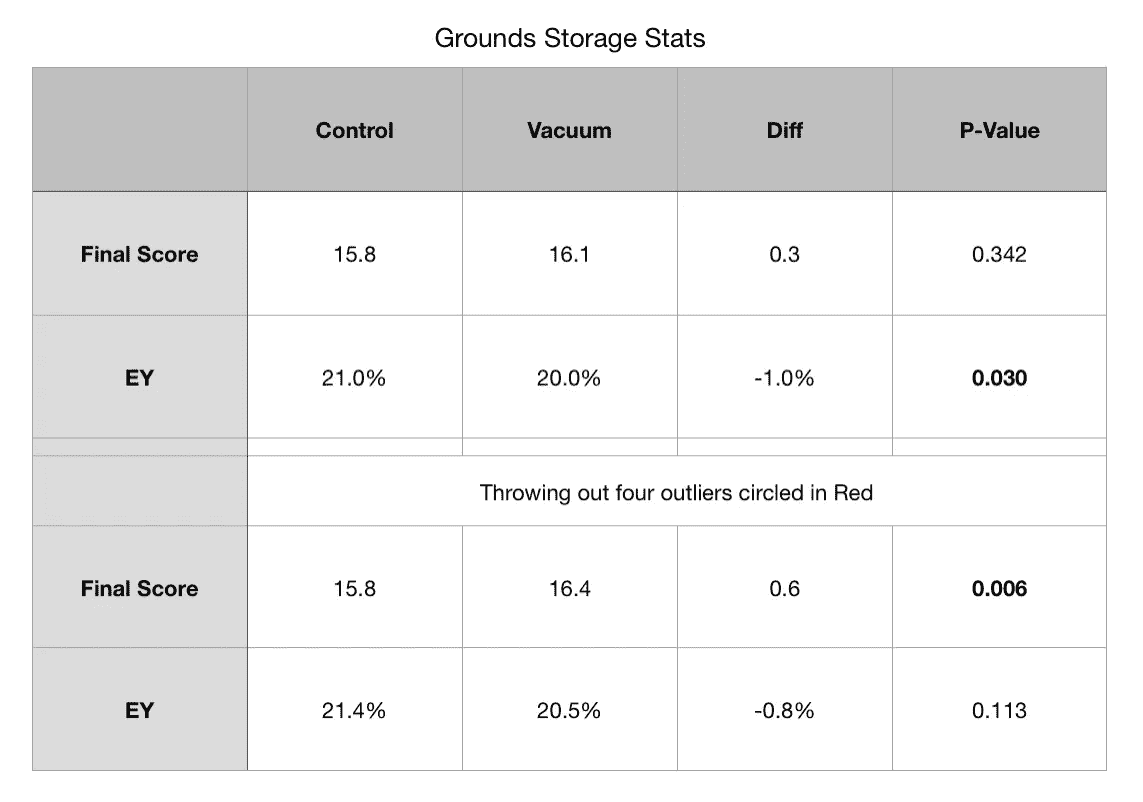 Grounds Storage Stats
Control Vacuum Diff P-Value
Final Score 15.8 16.1 0.3 0.342
EY 21.0% 20.0% -1.0% 0.030
Throwing out four outliers circled in Red
Final Score 15.8 16.4 0.6 0.006
EY 21.4% 20.5% -0.8% 0.113